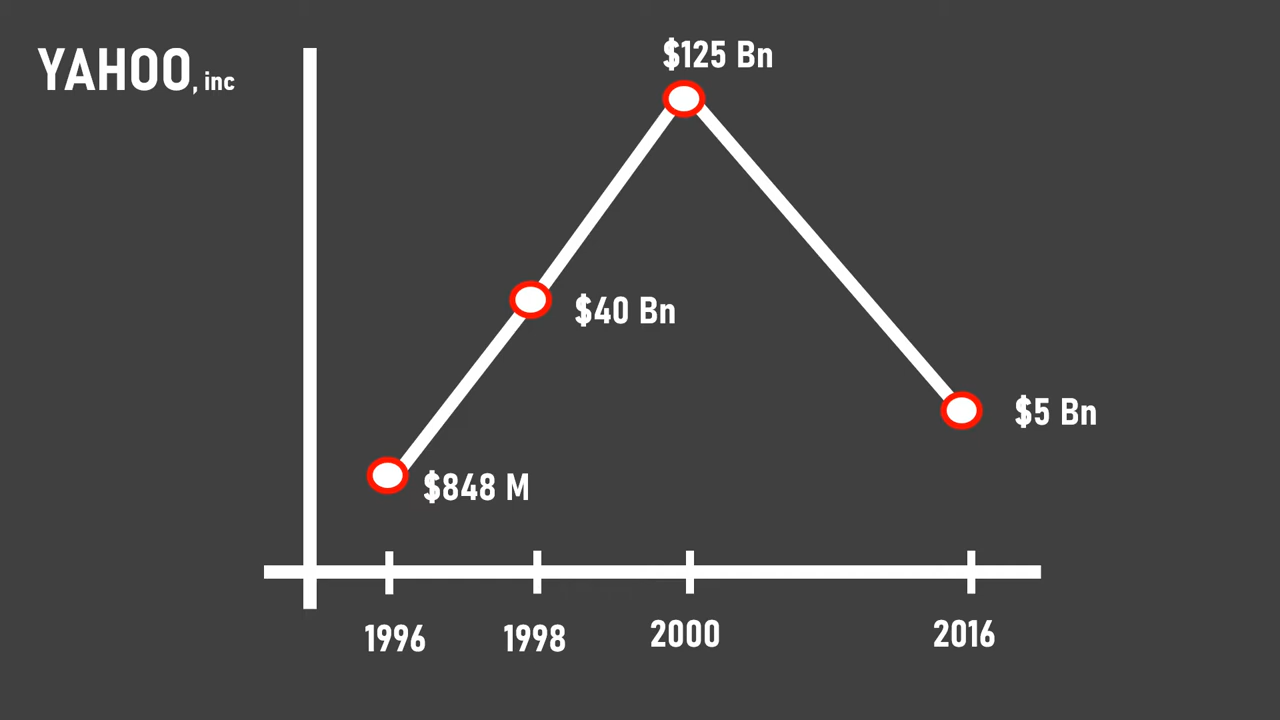 YAHOO, inc
$125 Bn
$40 Bn
$5 Bn
$848 M
1996 1998 2000 2016